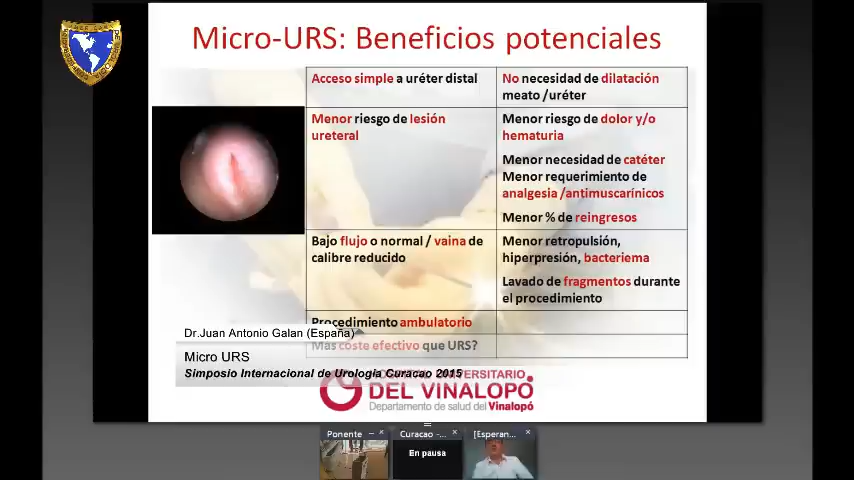 Micro-URS: Beneficios potenciales
Acceso simple a uréter distal
No necesidad de dilatación
meato /uréter
Menor riesgo de lesión
ureteral
Menor riesgo de dolor y/o
hematuria
Menor necesidad de catéter
Menor requerimiento de
analgesia /antimuscarínicos
Menor % de reingresos
Bajo flujo o normal / vaina de
calibre reducido
Menor retropulsión,
hiperpresión, bacteriema
Lavado de fragmentos durante
el procedimiento
Procedimiento ambulatorio
Más coste efectivo que URS?
Dr.Juan Antonio Galan (España)
Micro URS
Simposio Internacional de Urologia Curacao 2015
HOSPITAL UNIVERSITARIO
DEL VINALOPÓ
Departamento de salud del Vinalopó
Ponente
Curacao -...
[Esperan...
En pausa